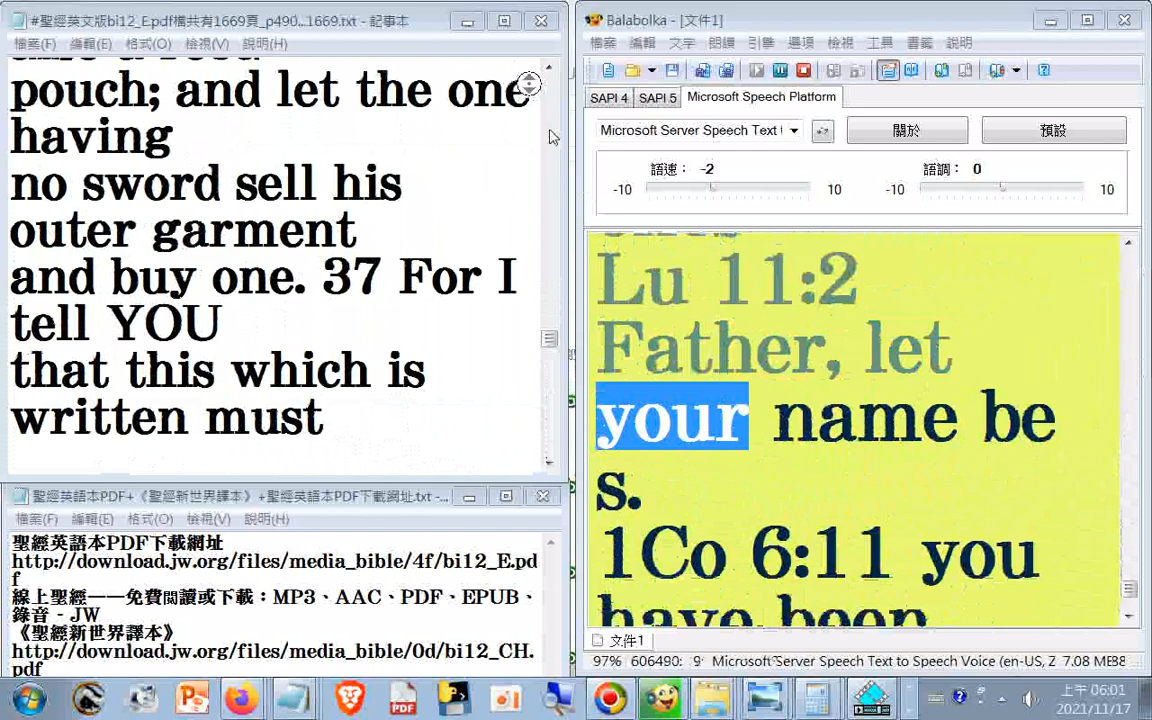 #聖經英文版bi12_E.pdf檔共有1669頁_p490,..1669.txt - 記事本
檔案(F) 編輯(E) 格式(O) 檢視(V) 說明(H)
pouch; and let the one
having
no sword sell his
outer garment
and buy one. 37 For I
tell YOU
that this which is
written must
聖經英語本PDF+《聖經新世界譯本》+聖經英語本PDF下載網址.txt -...
檔案(F) 編輯(E) 格式(O) 檢視(V) 說明(H)
聖經英語本PDF下載網址
http://download.jw.org/files/media_bible/4f/bi12_E.pd
f
線上聖經——免費閱讀或下載：MP3、AAC、PDF、EPUB、
錄音 - JW
《聖經新世界譯本》
http://download.jw.org/files/media_bible/0d/bi12_CH.
pdf
Balabolka - [文件1]
檔案 編輯 文字 朗讀 引擎 選項 檢視 工具 書籤 說明
SAPI 4 SAPI 5 Microsoft Speech Platform
Microsoft Server Speech Text 關於 預設
語速： -2 語調： 0
-10 10 -10 10
Lu 11:2
Father, let
your name be
s.
1Co 6:11 you
have been
文件1
97% Microsoft Server Speech Text to Speech Voice (en-US, Z 7.08 MB
上午 06:01
2021/11/17